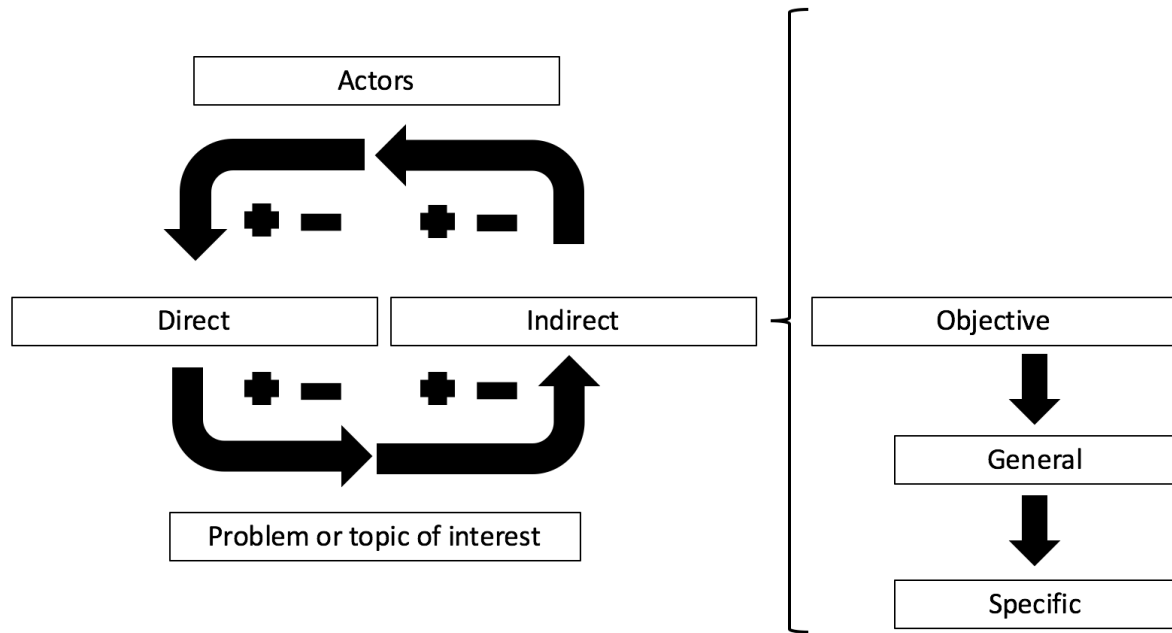 Actors
Direct
Indirect
Objective
General
Problem or topic of interest
Specific